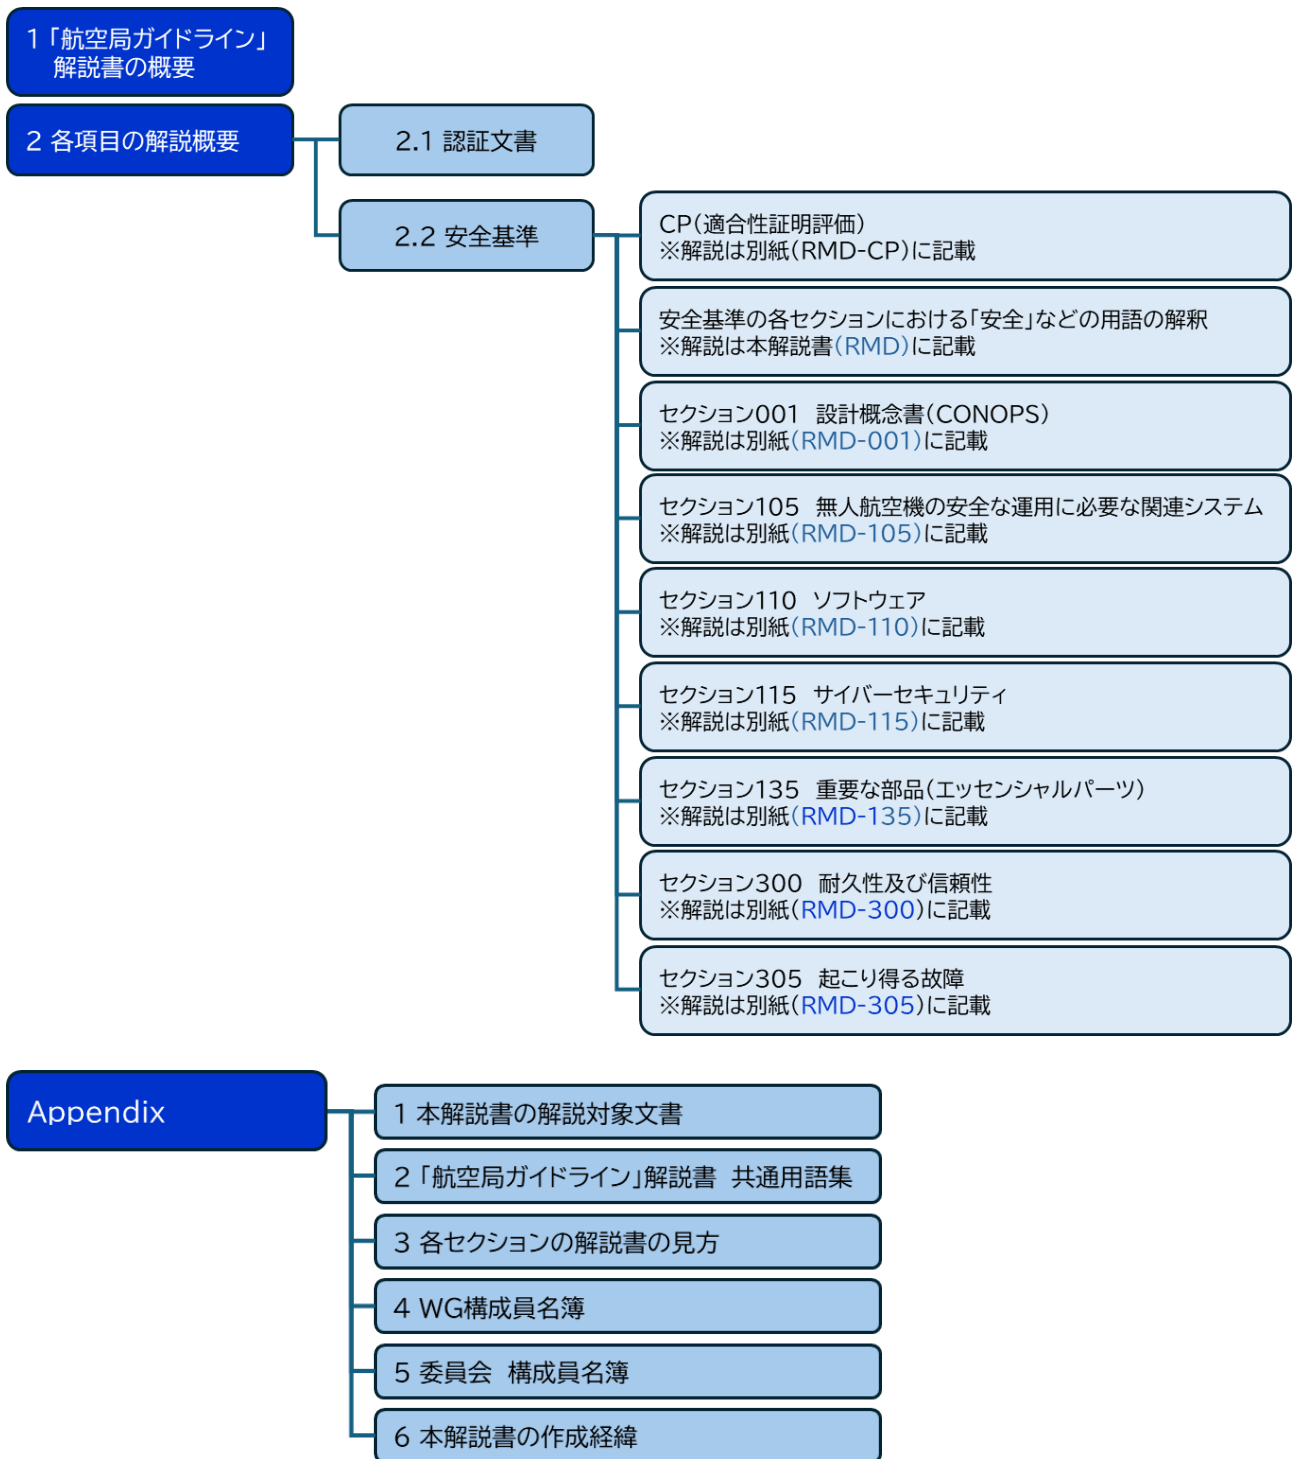 1「航空局ガイドライン」
解説書の概要
2 各項目の解説概要
2.1 認証文書
2.2 安全基準
CP(適合性証明評価)
※解説は別紙(RMD-CP)に記載
安全基準の各セクションにおける「安全」などの用語の解釈
※解説は本解説書(RMD)に記載
セクション001　設計概念書(CONOPS)
※解説は別紙(RMD-001)に記載
セクション105　無人航空機の安全な運用に必要な関連システム
※解説は別紙(RMD-105)に記載
セクション110　ソフトウェア
※解説は別紙(RMD-110)に記載
セクション115　サイバーセキュリティ
※解説は別紙(RMD-115)に記載
セクション135　重要な部品(エッセンシャルパーツ)
※解説は別紙(RMD-135)に記載
セクション300　耐久性及び信頼性
※解説は別紙(RMD-300)に記載
セクション305　起こり得る故障
※解説は別紙(RMD-305)に記載
Appendix
1 本解説書の解説対象文書
2「航空局ガイドライン」解説書　共通用語集
3 各セクションの解説書の見方
4 WG構成員名簿
5 委員会　構成員名簿
6 本解説書の作成経緯